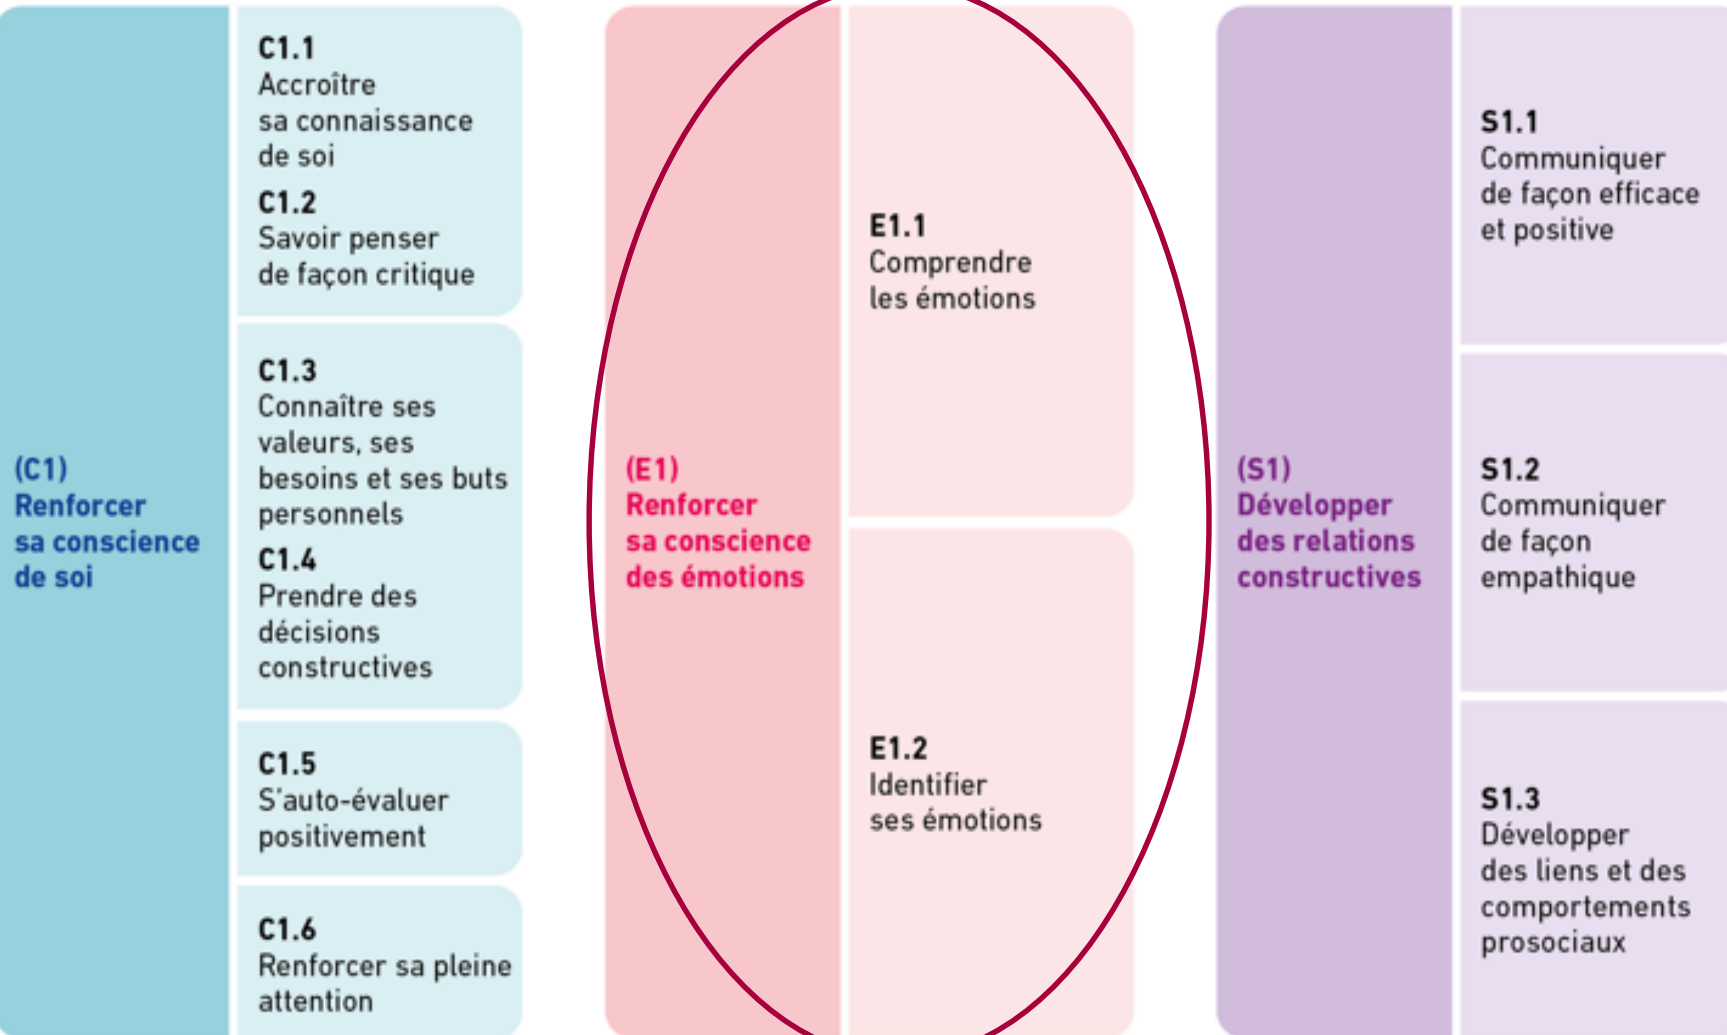 (C1)
Renforcer
sa conscience
de soi
C1.1
Accroître
sa connaissance
de soi
C1.2
Savoir penser
de façon critique
C1.3
Connaître ses
valeurs, ses
besoins et ses buts
personnels
C1.4
Prendre des
décisions
constructives
C1.5
S'auto-évaluer
positivement
C1.6
Renforcer sa pleine
attention
(E1)
Renforcer
sa conscience
des émotions
E1.1
Comprendre
les émotions
E1.2
Identifier
ses émotions
(S1)
Développer
des relations
constructives
S1.1
Communiquer
de façon efficace
et positive
S1.2
Communiquer
de façon
empathique
S1.3
Développer
des liens et des
comportements
prosociaux